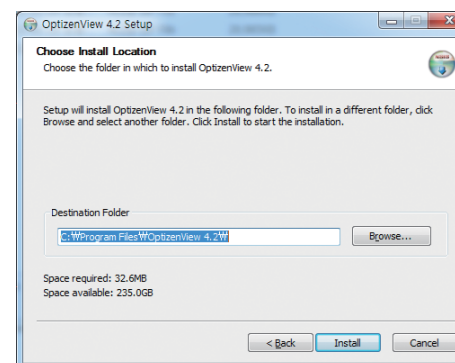 OptizenView 4.2 Setup
Choose Install Location
Choose the folder in which to install OptizenView 4.2.
Setup will install OptizenView 4.2 in the following folder. To install in a different folder, click
Browse and select another folder. Click Install to start the installation.
Destination Folder
C:₩Program Files₩OptizenView 4.2₩
Browse...
Space required: 32.6MB
Space available: 235.0GB
< Back
Install
Cancel